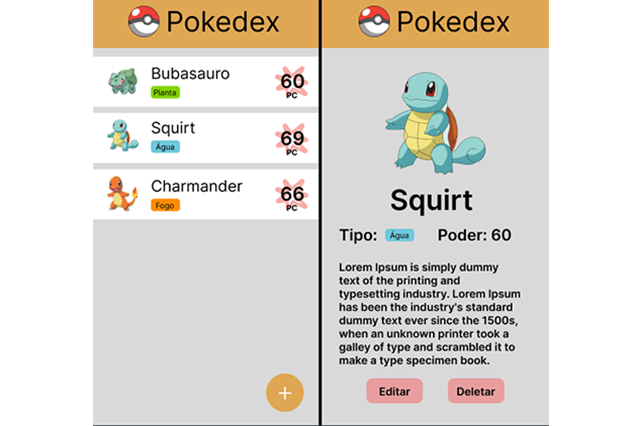 Pokedex
Bubasauro
Planta
60
PC
Squirt
Água
69
PC
Charmander
Fogo
66
PC
+
Pokedex
Squirt
Tipo: Água Poder: 60
Lorem Ipsum is simply dummy
text of the printing and
typesetting industry. Lorem Ipsum
has been the industry's standard
dummy text ever since the 1500s,
when an unknown printer took a
galley of type and scrambled it to
make a type specimen book.
Editar Deletar